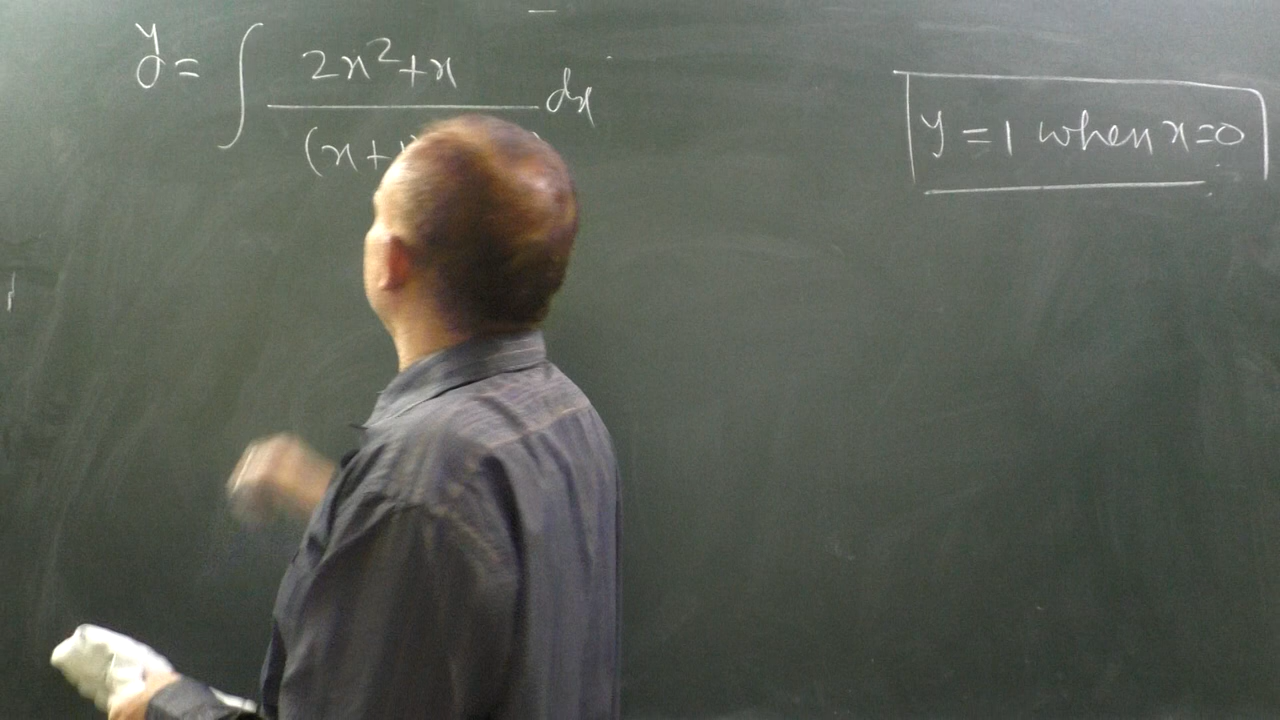 y = ∫ 2x²+x dx
(x+
y = 1 when x=0